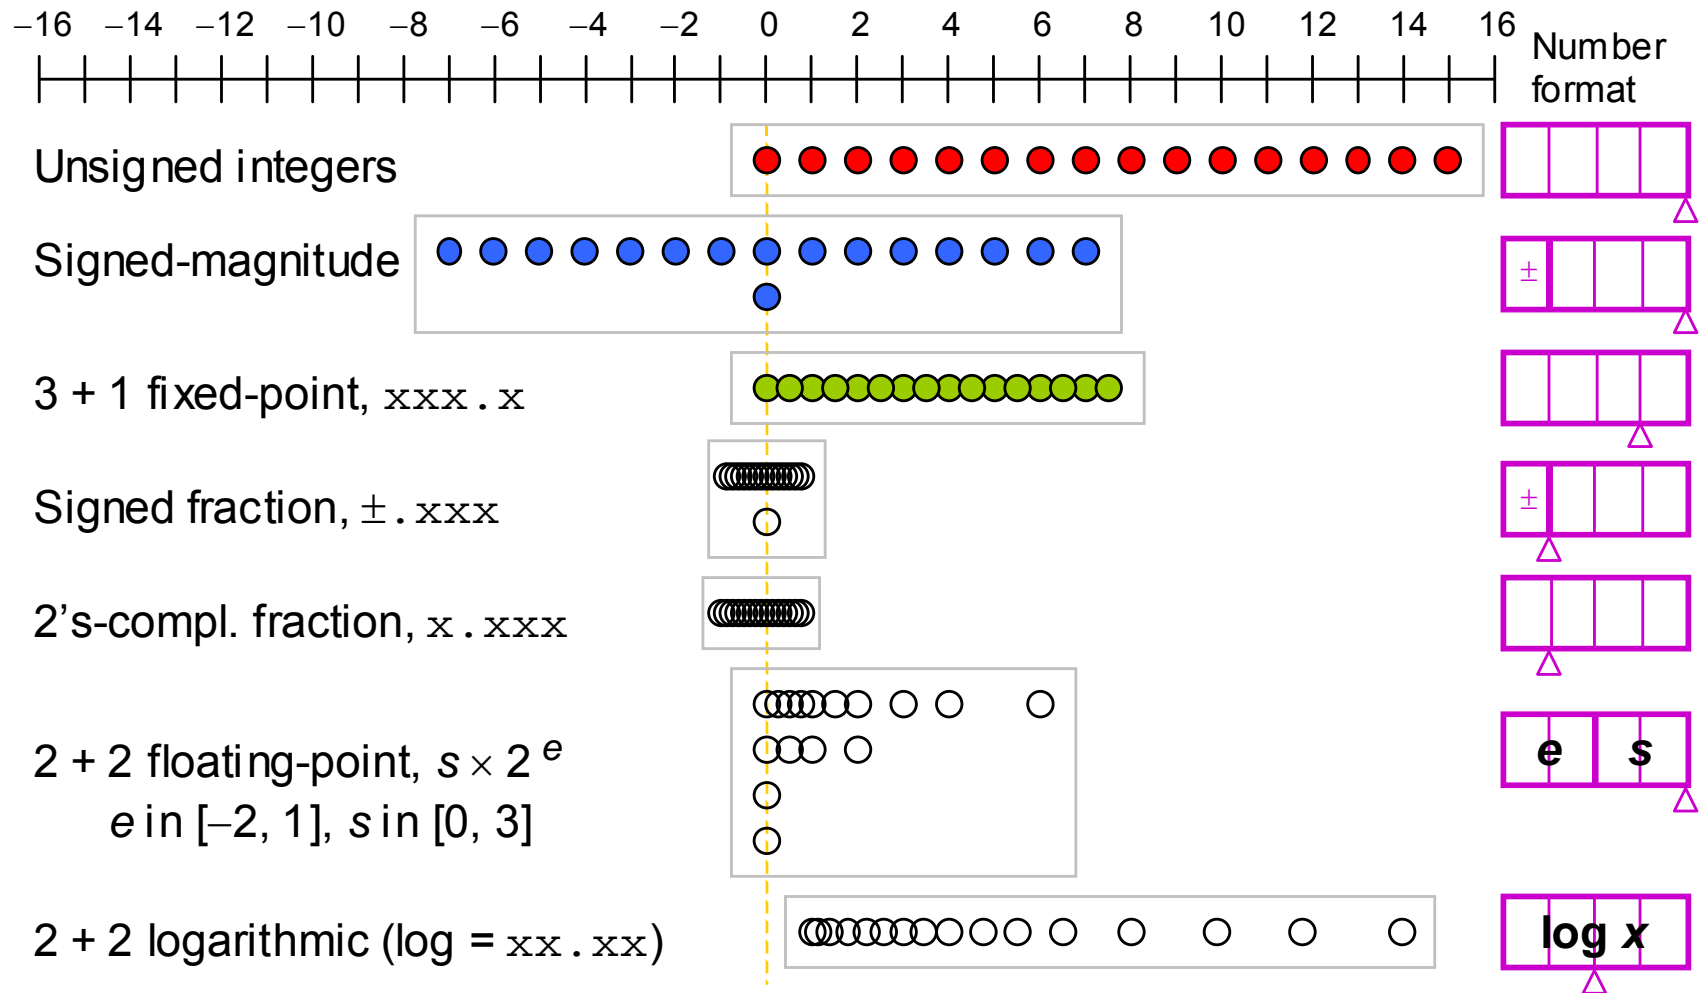 −16 −14 −12 −10 −8 −6 −4 −2 0 2 4 6 8 10 12 14 16
Number
format
Unsigned integers
Signed-magnitude
±
3 + 1 fixed-point, xxx.x
Signed fraction, ±.xxx
±
2's-compl. fraction, x.xxx
2 + 2 floating-point, s × 2 e
e in [−2, 1], s in [0, 3]
e s
2 + 2 logarithmic (log = xx.xx)
log x